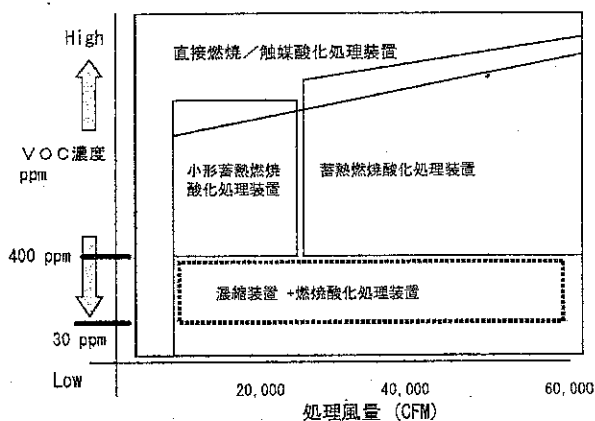 High
直接燃焼／触媒酸化処理装置
VOC濃度
ppm
小形蓄熱燃焼
酸化処理装置
蓄熱燃焼酸化処理装置
400 ppm
濃縮装置 +燃焼酸化処理装置
30 ppm
Low
20,000
40,000
60,000
処理風量 (CFM)